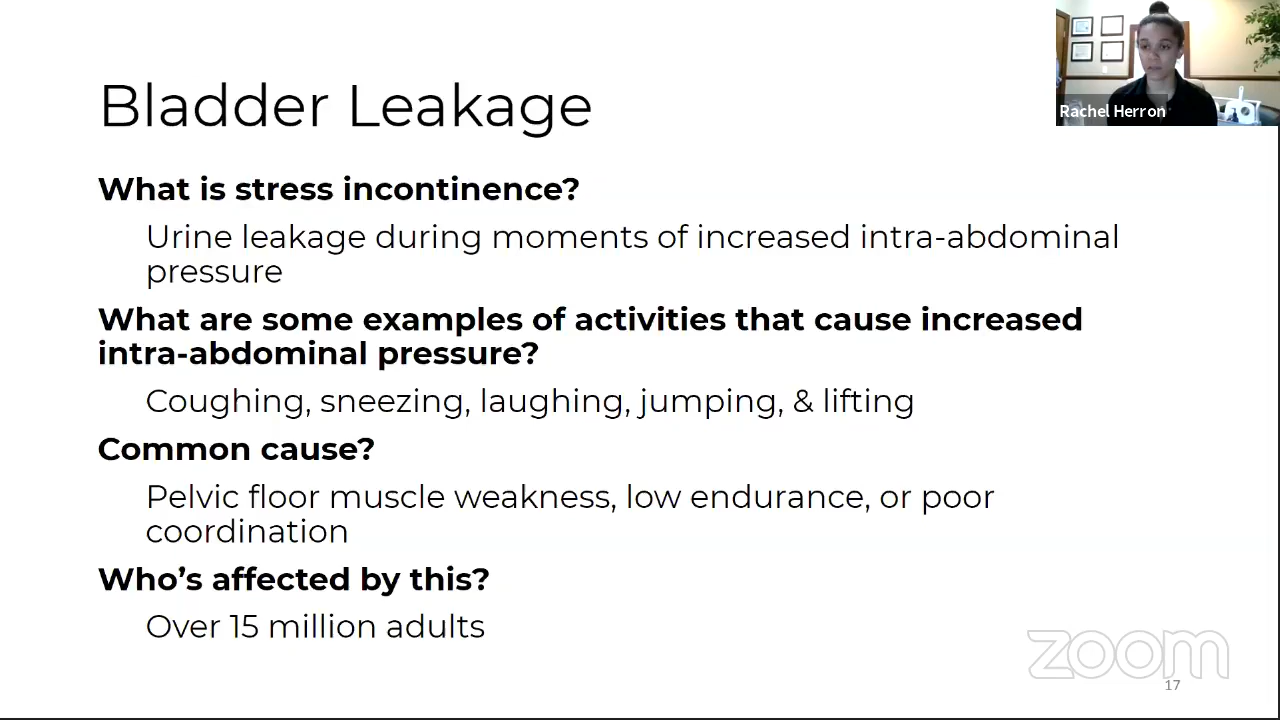 Rachel Herron
Bladder Leakage
What is stress incontinence?
Urine leakage during moments of increased intra-abdominal
pressure
What are some examples of activities that cause increased
intra-abdominal pressure?
Coughing, sneezing, laughing, jumping, & lifting
Common cause?
Pelvic floor muscle weakness, low endurance, or poor
coordination
Who’s affected by this?
Over 15 million adults
zoom
17